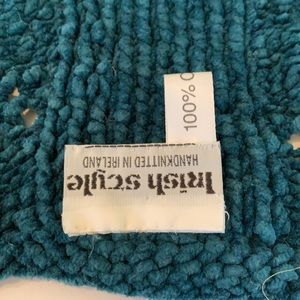 Irish style
HANDKNITTED IN IRELAND
100% C